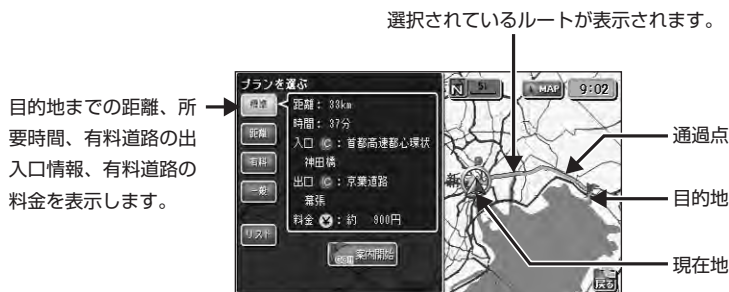 選択されているルートが表示されます。
目的地までの距離、所
要時間、有料道路の出
入口情報、有料道路の
料金を表示します。
プランを選ぶ
標準
距離
有料
一般
リスト
距離： 33km
時間： 37分
入口 C ： 首都高速都心環状
神田橋
出口 C ： 京葉道路
幕張
料金 ¥ ： 約 900円
案内開始
N
MAP
9:02
新
戻る
通過点
目的地
現在地